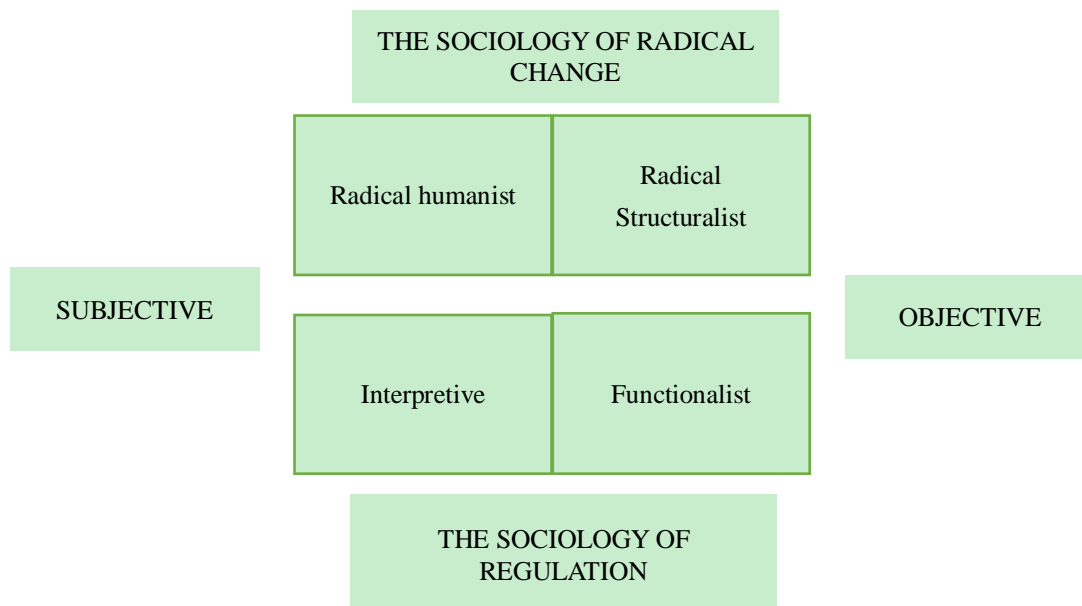 THE SOCIOLOGY OF RADICAL
CHANGE
Radical humanist
Radical
Structuralist
SUBJECTIVE
OBJECTIVE
Interpretive
Functionalist
THE SOCIOLOGY OF
REGULATION